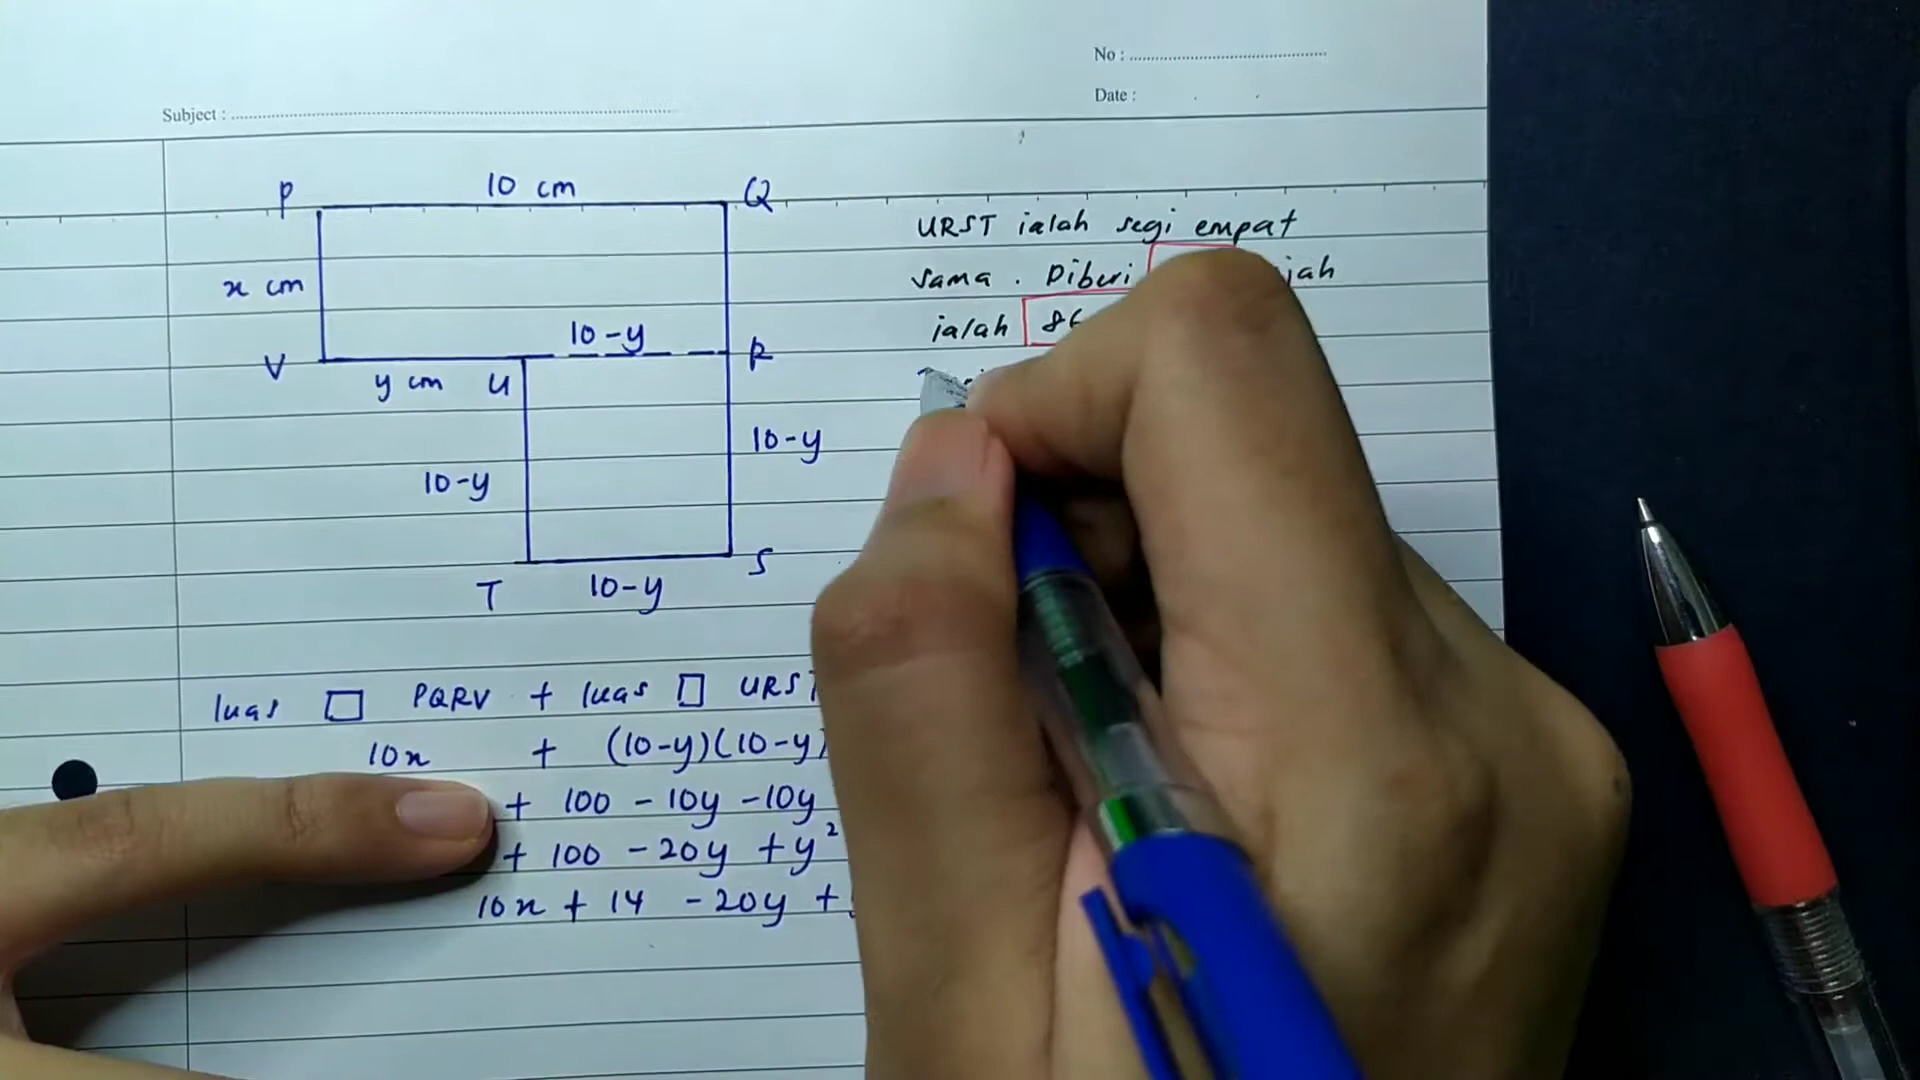 No :
Subject :
Date :
P
10 cm
Q
x cm
10-y
V
y cm
U
R
10-y
10-y
T
10-y
S
URST ialah segi empat
sama . Diberi
ialah 86
luas □ PQRV + luas □ URST
10x + (10-y)(10-y)
+ 100 - 10y -10y
+ 100 - 20y + y²
10x + 14 - 20y +